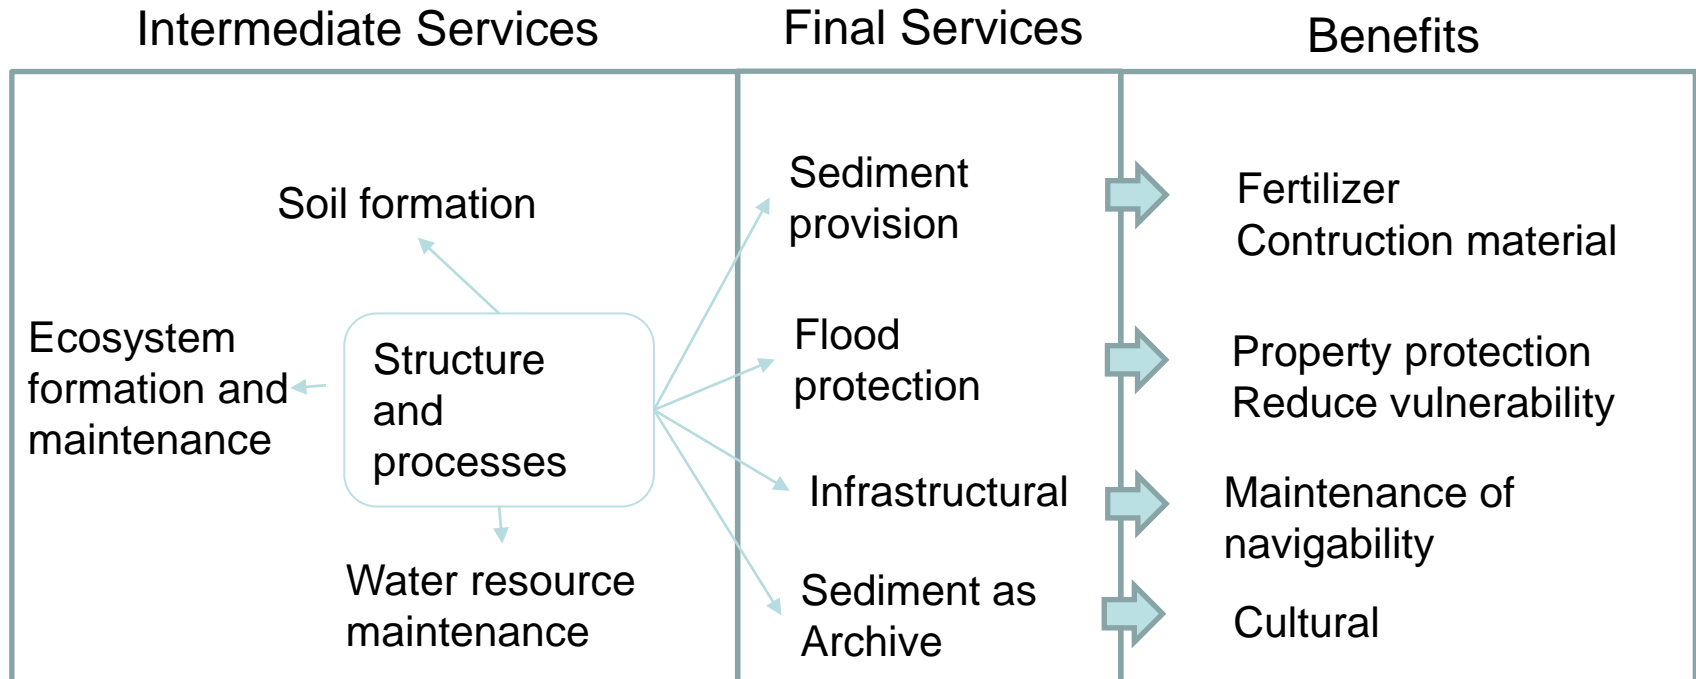 Intermediate Services
Final Services
Benefits
Soil formation
Ecosystem
formation and
maintenance
Structure
and
processes
Water resource
maintenance
Sediment
provision
Flood
protection
Infrastructural
Sediment as
Archive
Fertilizer
Contruction material
Property protection
Reduce vulnerability
Maintenance of
navigability
Cultural